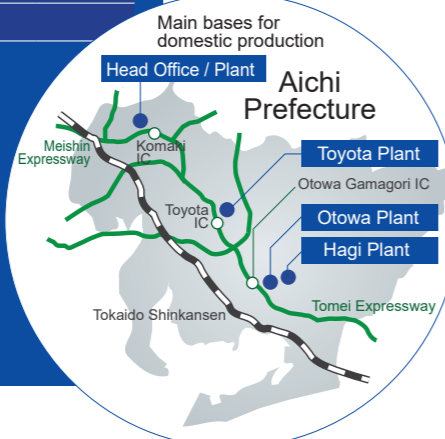 Main bases for
domestic production
Head Office / Plant
Aichi
Prefecture
Meishin
Expressway
Komaki
IC
Toyota Plant
Otowa Gamagori IC
Toyota
IC
Otowa Plant
Hagi Plant
Tomei Expressway
Tokaido Shinkansen